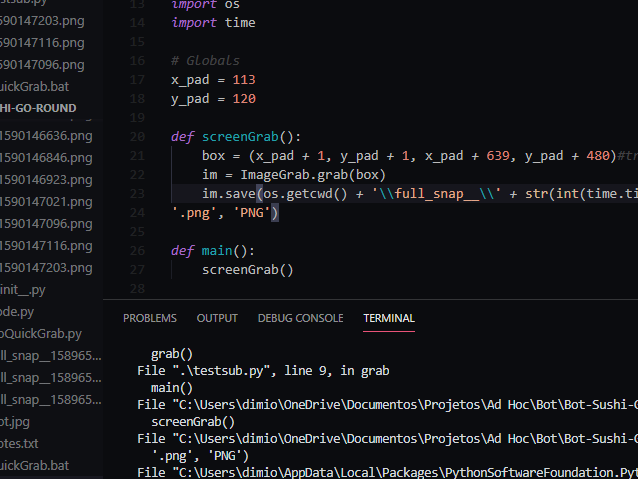 tsub.py
590147203.png
590147116.png
590147096.png
uickGrab.bat
HI-GO-ROUND
1590146636.png
1590146846.png
1590146923.png
1590147021.png
1590147096.png
1590147116.png
1590147203.png
init__.py
ode.py
oQuickGrab.py
ll_snap__158965...
ll_snap__158965...
ll_snap__158965...
ot.jpg
otes.txt
uickGrab.bat
13 import os
14 import time
15
16 # Globals
17 x_pad = 113
18 y_pad = 120
19
20 def screenGrab():
21 box = (x_pad + 1, y_pad + 1, x_pad + 639, y_pad + 480)#tr
22 im = ImageGrab.grab(box)
23 im.save(os.getcwd() + '\\full_snap__\\' + str(int(time.ti
24 '.png', 'PNG')
25
26 def main():
27 screenGrab()
28
PROBLEMS OUTPUT DEBUG CONSOLE TERMINAL
grab()
File ".\testsub.py", line 9, in grab
main()
File "C:\Users\dimio\OneDrive\Documentos\Projetos\Ad Hoc\Bot\Bot-Sushi-G
screenGrab()
File "C:\Users\dimio\OneDrive\Documentos\Projetos\Ad Hoc\Bot\Bot-Sushi-G
'.png', 'PNG')
File "C:\Users\dimio\AppData\Local\Packages\PythonSoftwareFoundation.Pyt